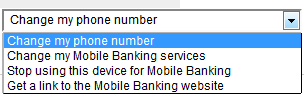 Change my phone number
Change my phone number
Change my Mobile Banking services
Stop using this device for Mobile Banking
Get a link to the Mobile Banking website